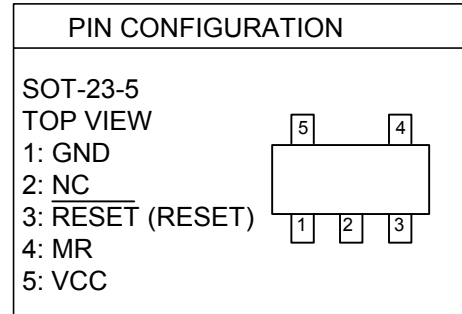 PIN CONFIGURATION
SOT-23-5
TOP VIEW
1: GND
2: NC
3: R̅E̅S̅E̅T̅ (RESET)
4: MR
5: VCC
5 4
1 2 3